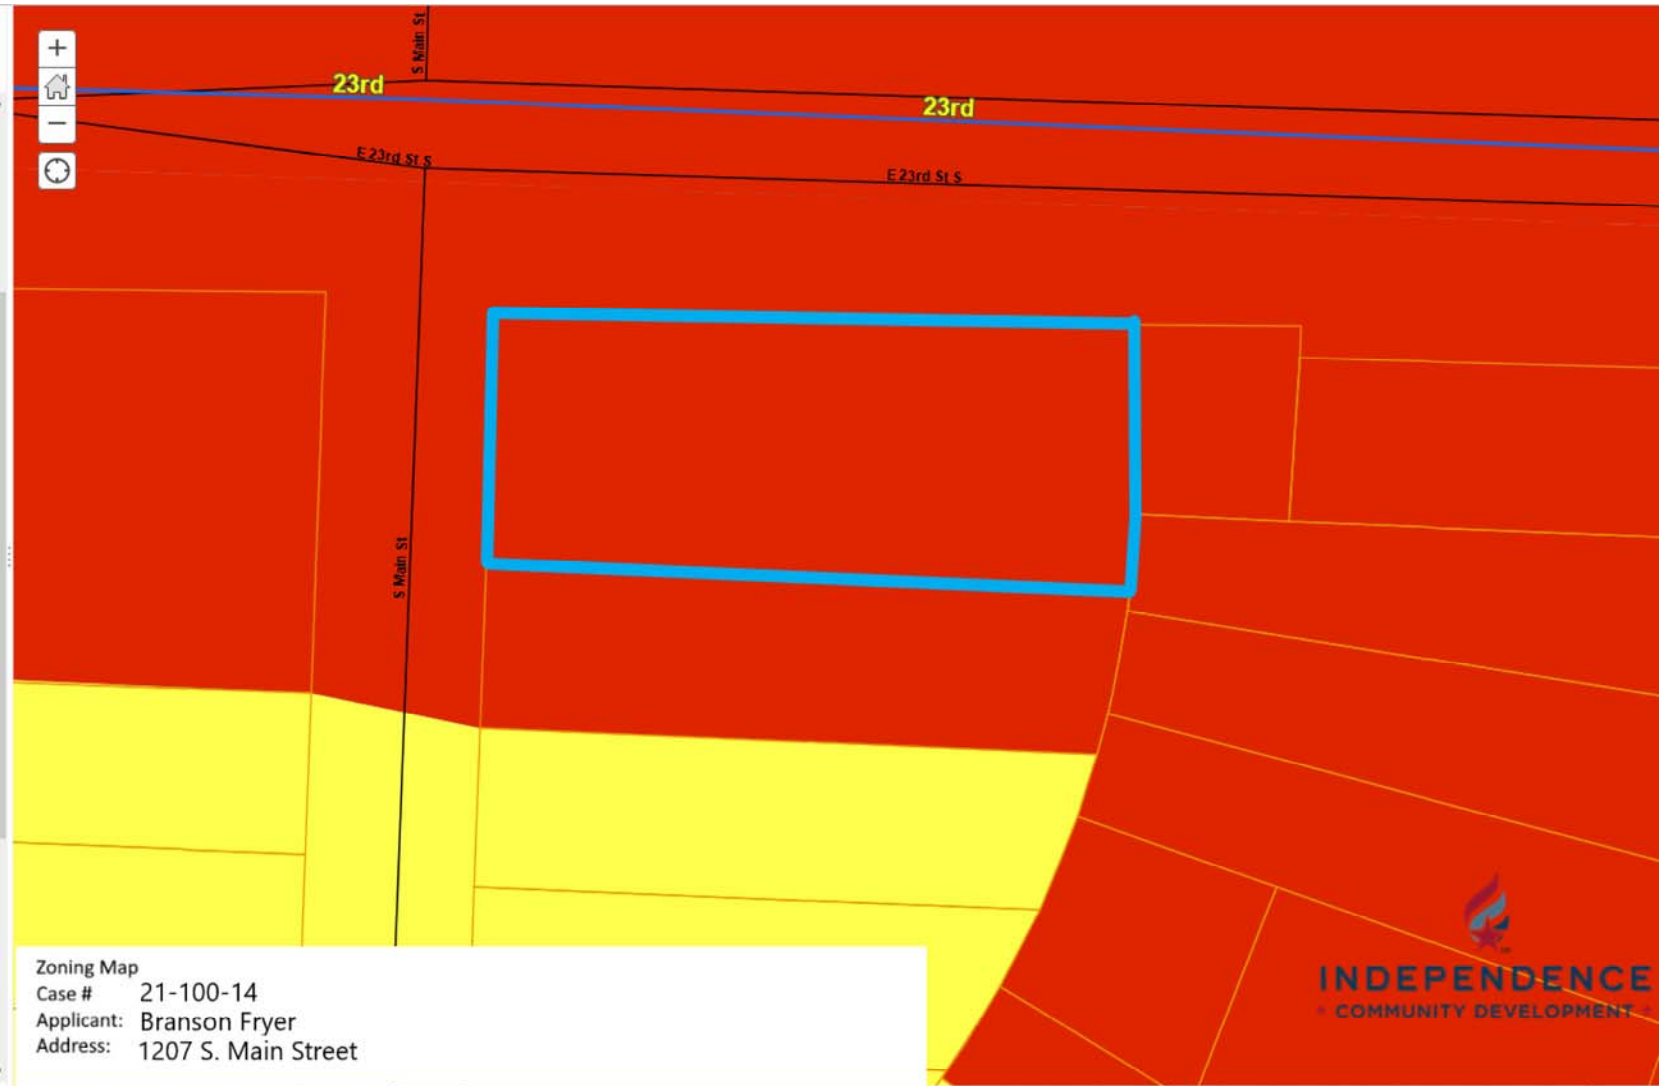 S Main St
23rd
23rd
E 23rd St S
E 23rd St S
S Main St
Zoning Map
Case # 21-100-14
Applicant: Branson Fryer
Address: 1207 S. Main Street
INDEPENDENCE
COMMUNITY DEVELOPMENT